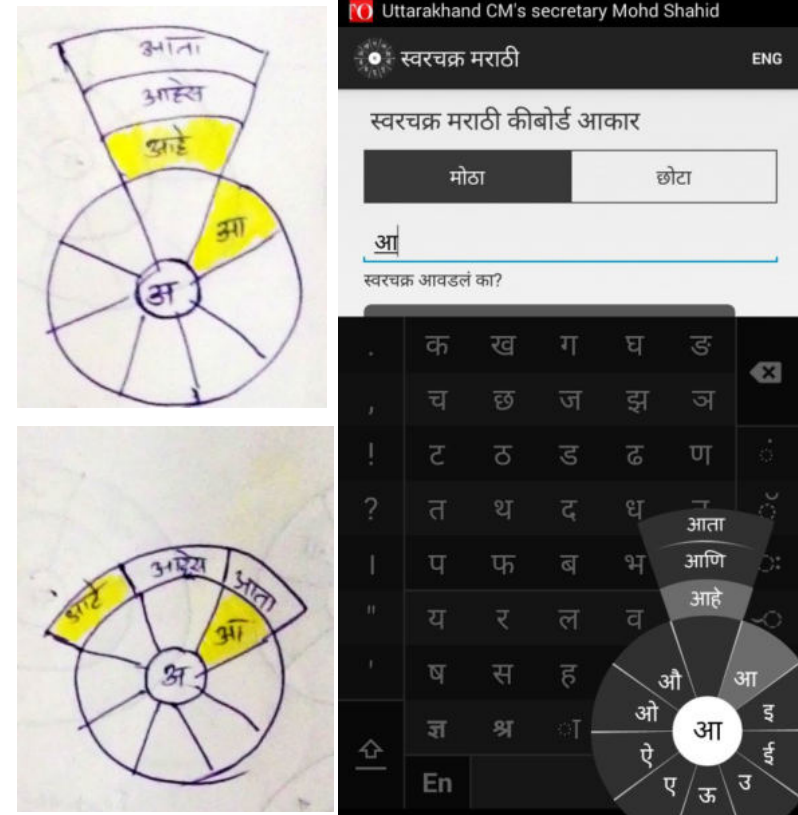 आता
आहेस
आहे
आ
अ
आहे आहेस आता
आ
अ
Uttarakhand CM's secretary Mohd Shahid
स्वरचक्र मराठी ENG
स्वरचक्र मराठी कीबोर्ड आकार
मोठा छोटा
आ
स्वरचक्र आवडलं का?
. क ख ग घ ङ
, च छ ज झ ञ
! ट ठ ड ढ ण ं
? त थ द ध
। प फ ब भ ः
" य र ल व
' ष स ह
ज्ञ श्र ा
En
आता
आणि
आहे
आ
इ
ई
उ
ऊ
ए
ऐ
ओ
औ
आ